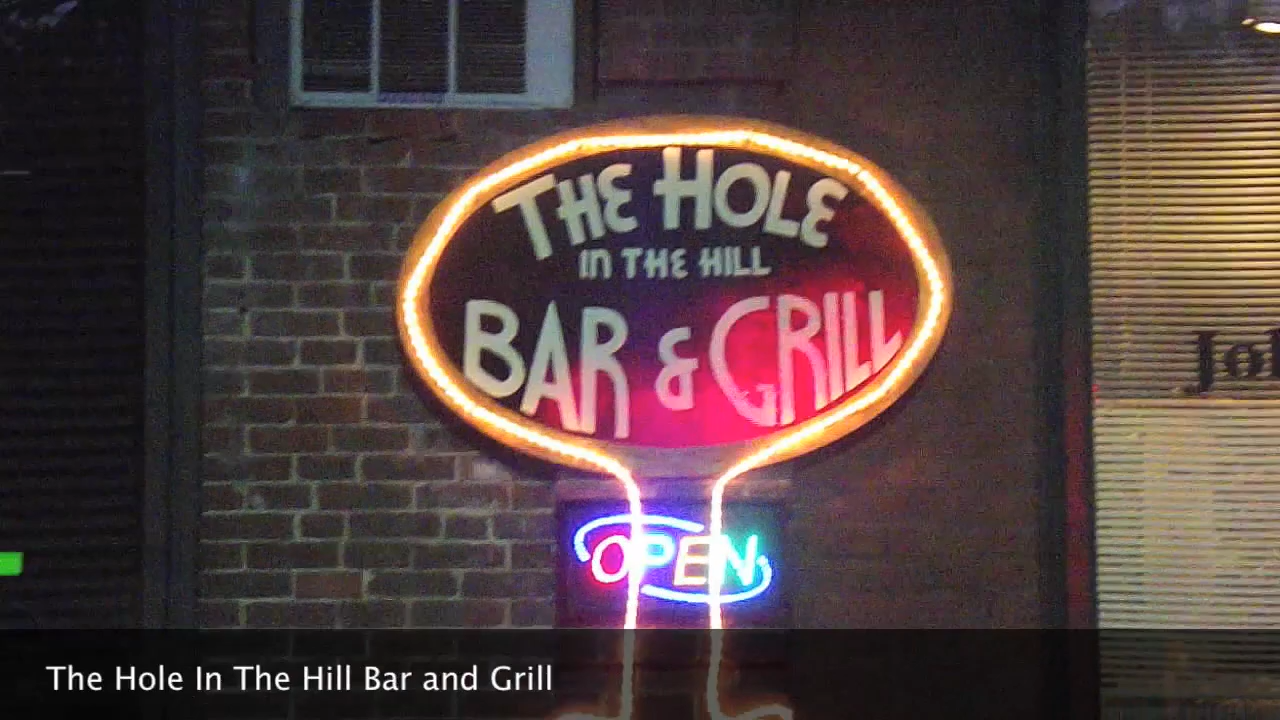 THE HOLE
IN THE HILL
BAR & GRILL
OPEN
The Hole In The Hill Bar and Grill